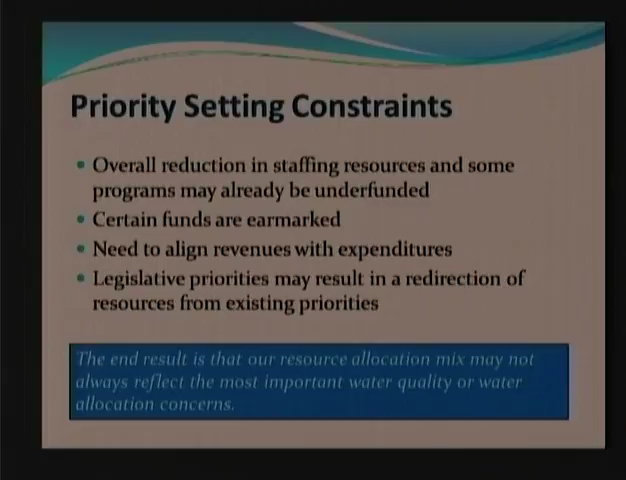 Priority Setting Constraints
• Overall reduction in staffing resources and some
programs may already be underfunded
• Certain funds are earmarked
• Need to align revenues with expenditures
• Legislative priorities may result in a redirection of
resources from existing priorities
The end result is that our resource allocation mix may not
always reflect the most important water quality or water
allocation concerns.